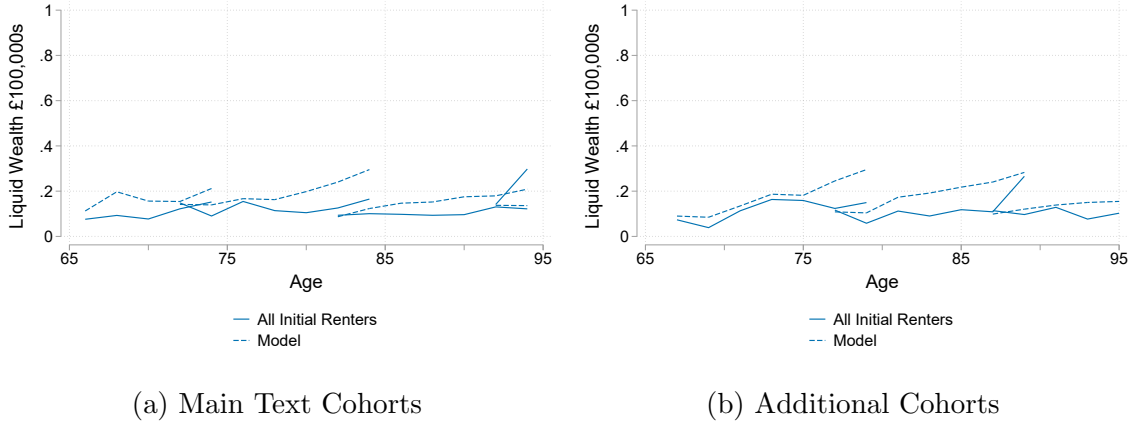 Liquid Wealth £100,000s
1
.8
.6
.4
.2
0
65
75
85
95
Age
All Initial Renters
Model
(a) Main Text Cohorts
Liquid Wealth £100,000s
1
.8
.6
.4
.2
0
65
75
85
95
Age
All Initial Renters
Model
(b) Additional Cohorts